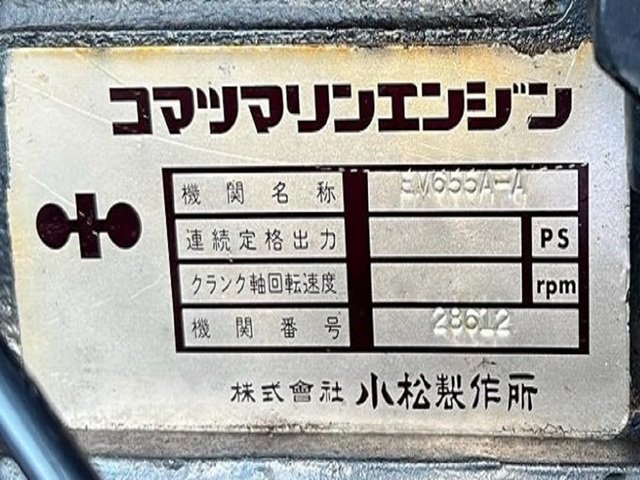 コマツマリンエンジン
機関名称 EV655A-A
連続定格出力 PS
クランク軸回転速度 rpm
機関番号 28612
株式會社 小松製作所